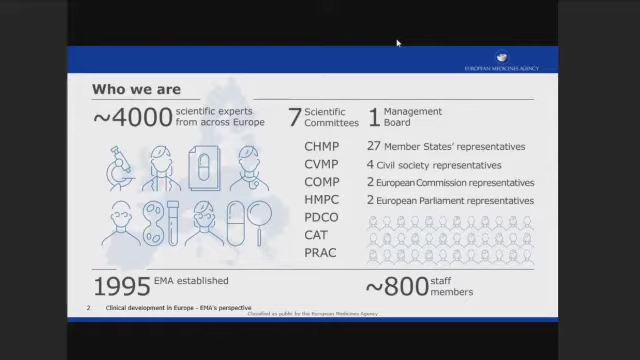 EUROPEAN MEDICINES AGENCY
Who we are
~4000 scientific experts from across Europe
7 Scientific Committees
1 Management Board
CHMP
CVMP
COMP
HMPC
PDCO
CAT
PRAC
27 Member States' representatives
4 Civil society representatives
2 European Commission representatives
2 European Parliament representatives
1995 EMA established
~800 staff members
2. Clinical development in Europe - EMA's perspective
Classified as public by the European Medicines Agency